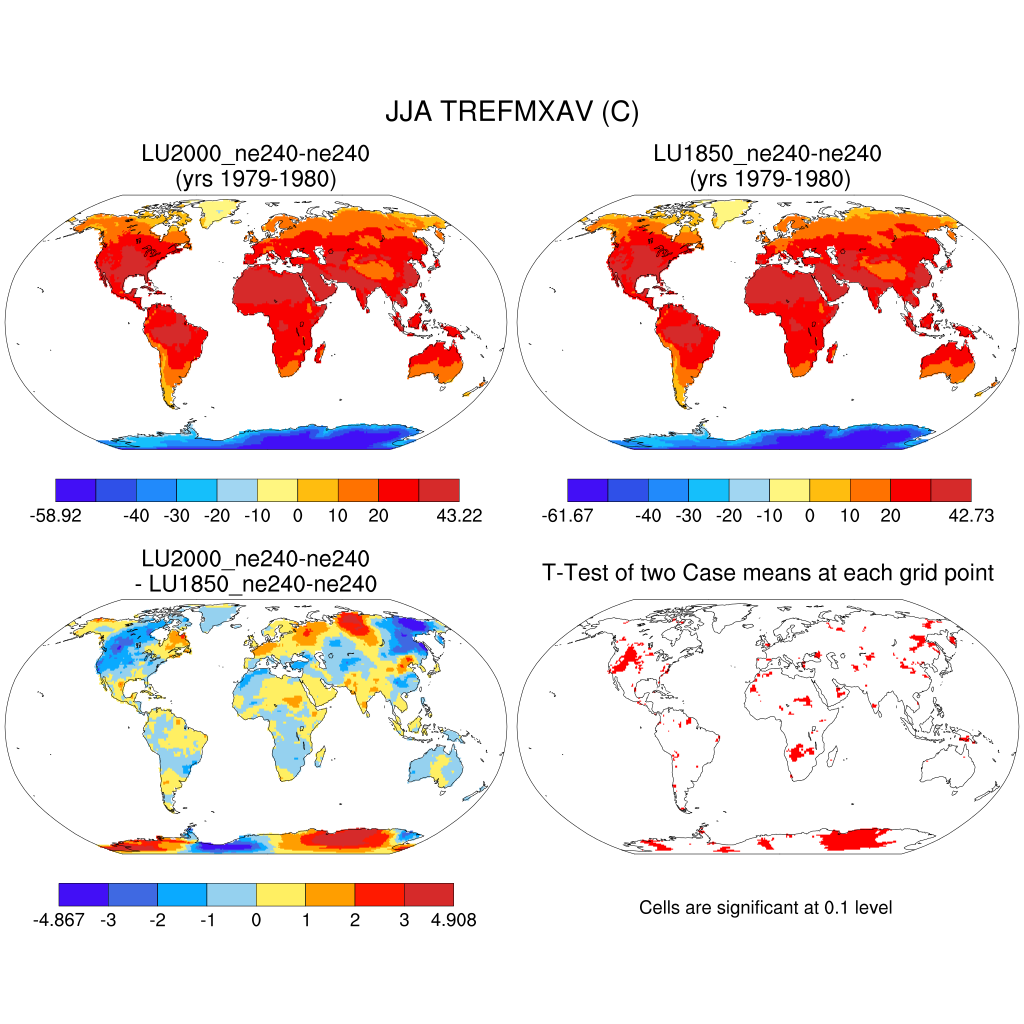 JJA TREFMXAV (C)
LU2000_ne240-ne240
(yrs 1979-1980)
LU1850_ne240-ne240
(yrs 1979-1980)
-58.92 -40 -30 -20 -10 0 10 20 43.22
-61.67 -40 -30 -20 -10 0 10 20 42.73
LU2000_ne240-ne240
- LU1850_ne240-ne240
T-Test of two Case means at each grid point
-4.867 -3 -2 -1 0 1 2 3 4.908
Cells are significant at 0.1 level